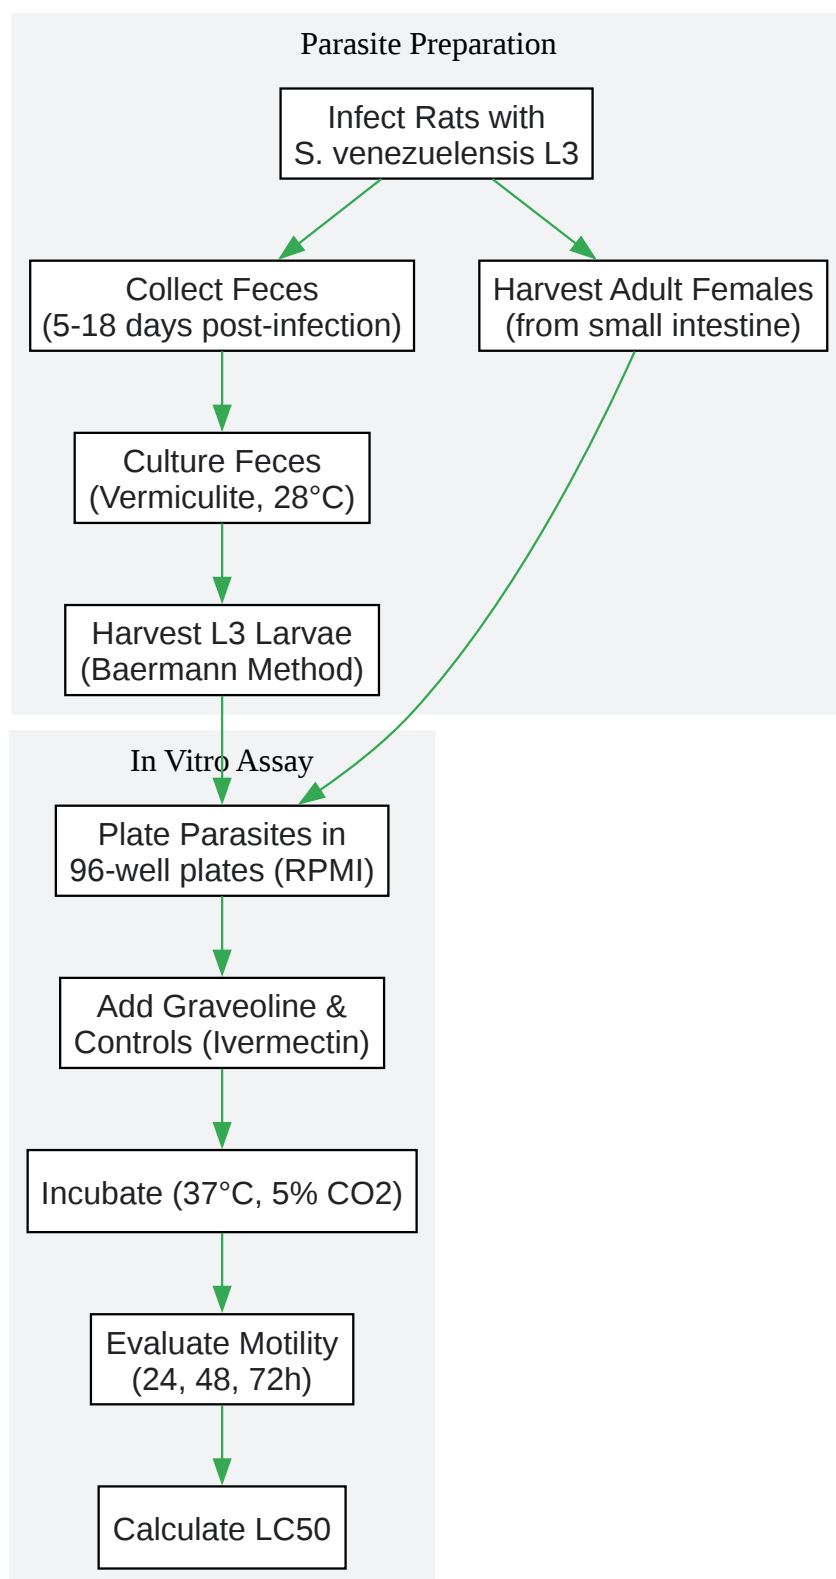 Parasite Preparation
Infect Rats with
S. venezuelensis L3
Collect Feces
(5-18 days post-infection)
Harvest Adult Females
(from small intestine)
Culture Feces
(Vermiculite, 28°C)
Harvest L3 Larvae
(Baermann Method)
In Vitro Assay
Plate Parasites in
96-well plates (RPMI)
Add Graveoline &
Controls (Ivermectin)
Incubate (37°C, 5% CO2)
Evaluate Motility
(24, 48, 72h)
Calculate LC50